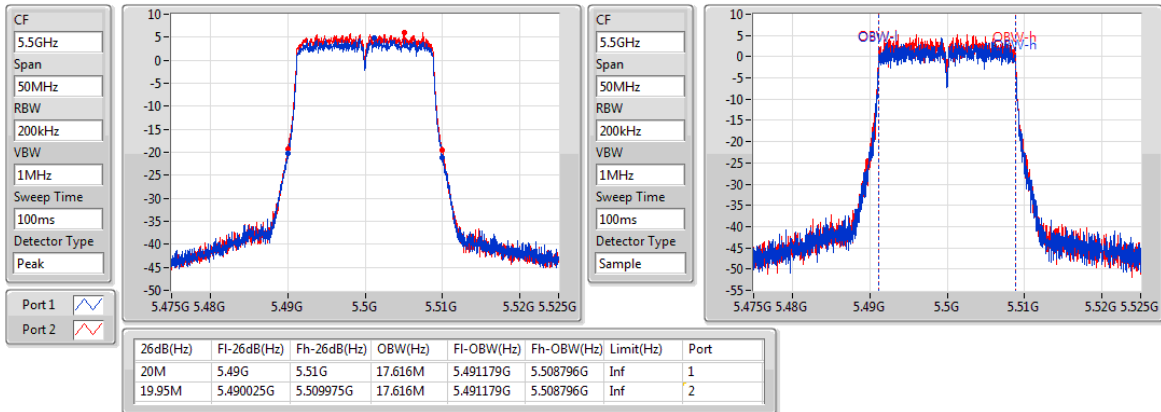 CF
5.5GHz
Span
50MHz
RBW
200kHz
VBW
1MHz
Sweep Time
100ms
Detector Type
Peak
Port 1
Port 2
10
5
0
-5
-10
-15
-20
-25
-30
-35
-40
-45
5.475G 5.48G 5.49G 5.5G 5.51G 5.52G 5.525G
CF
5.5GHz
Span
50MHz
RBW
200kHz
VBW
1MHz
Sweep Time
100ms
Detector Type
Sample
10
5
0
-5
-10
-15
-20
-25
-30
-35
-40
-45
-50
-55
OBW-l OBW-h
OBW-h
5.475G 5.48G 5.49G 5.5G 5.51G 5.52G 5.525G
26dB(Hz) Fl-26dB(Hz) Fh-26dB(Hz) OBW(Hz) Fl-OBW(Hz) Fh-OBW(Hz) Limit(Hz) Port
20M 5.49G 5.51G 17.616M 5.491179G 5.508796G Inf 1
19.95M 5.490025G 5.509975G 17.616M 5.491179G 5.508796G Inf 2